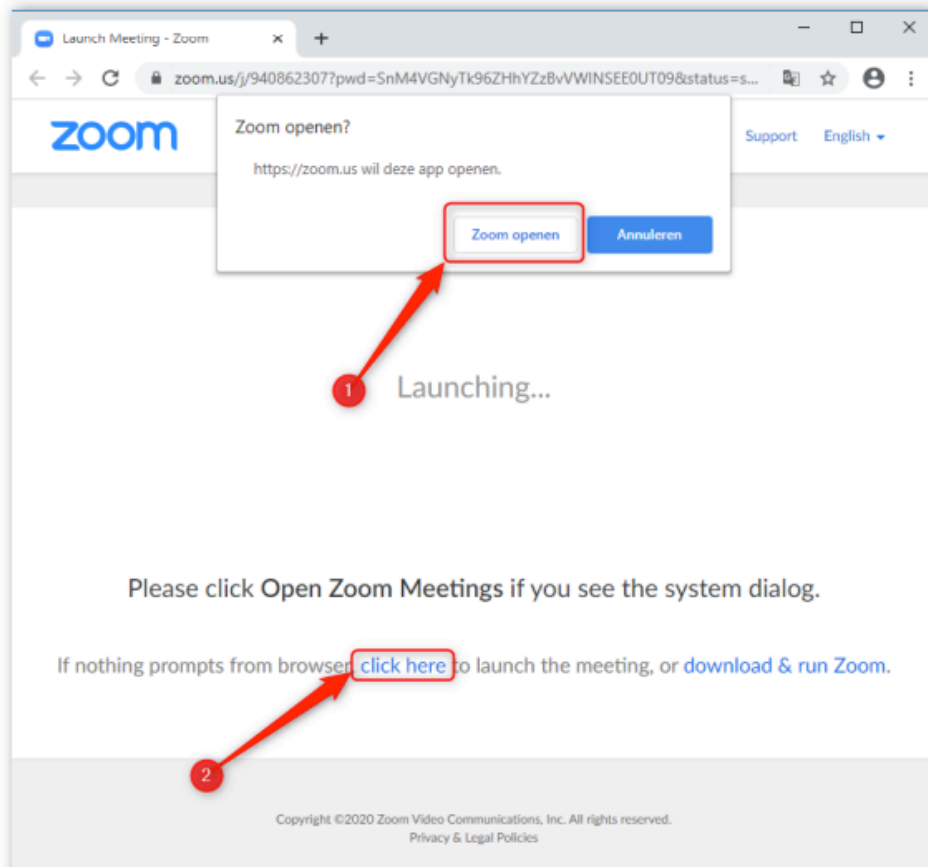 Launch Meeting - Zoom
zoom.us/j/940862307?pwd=SnM4VGNyTk96ZHhYZzBvVWlNSEE0UT09&status=s...
zoom
Support English
Zoom openen?
https://zoom.us wil deze app openen.
Zoom openen Annuleren
1
Launching...
Please click Open Zoom Meetings if you see the system dialog.
If nothing prompts from browser, click here to launch the meeting, or download & run Zoom.
2
Copyright ©2020 Zoom Video Communications, Inc. All rights reserved.
Privacy & Legal Policies